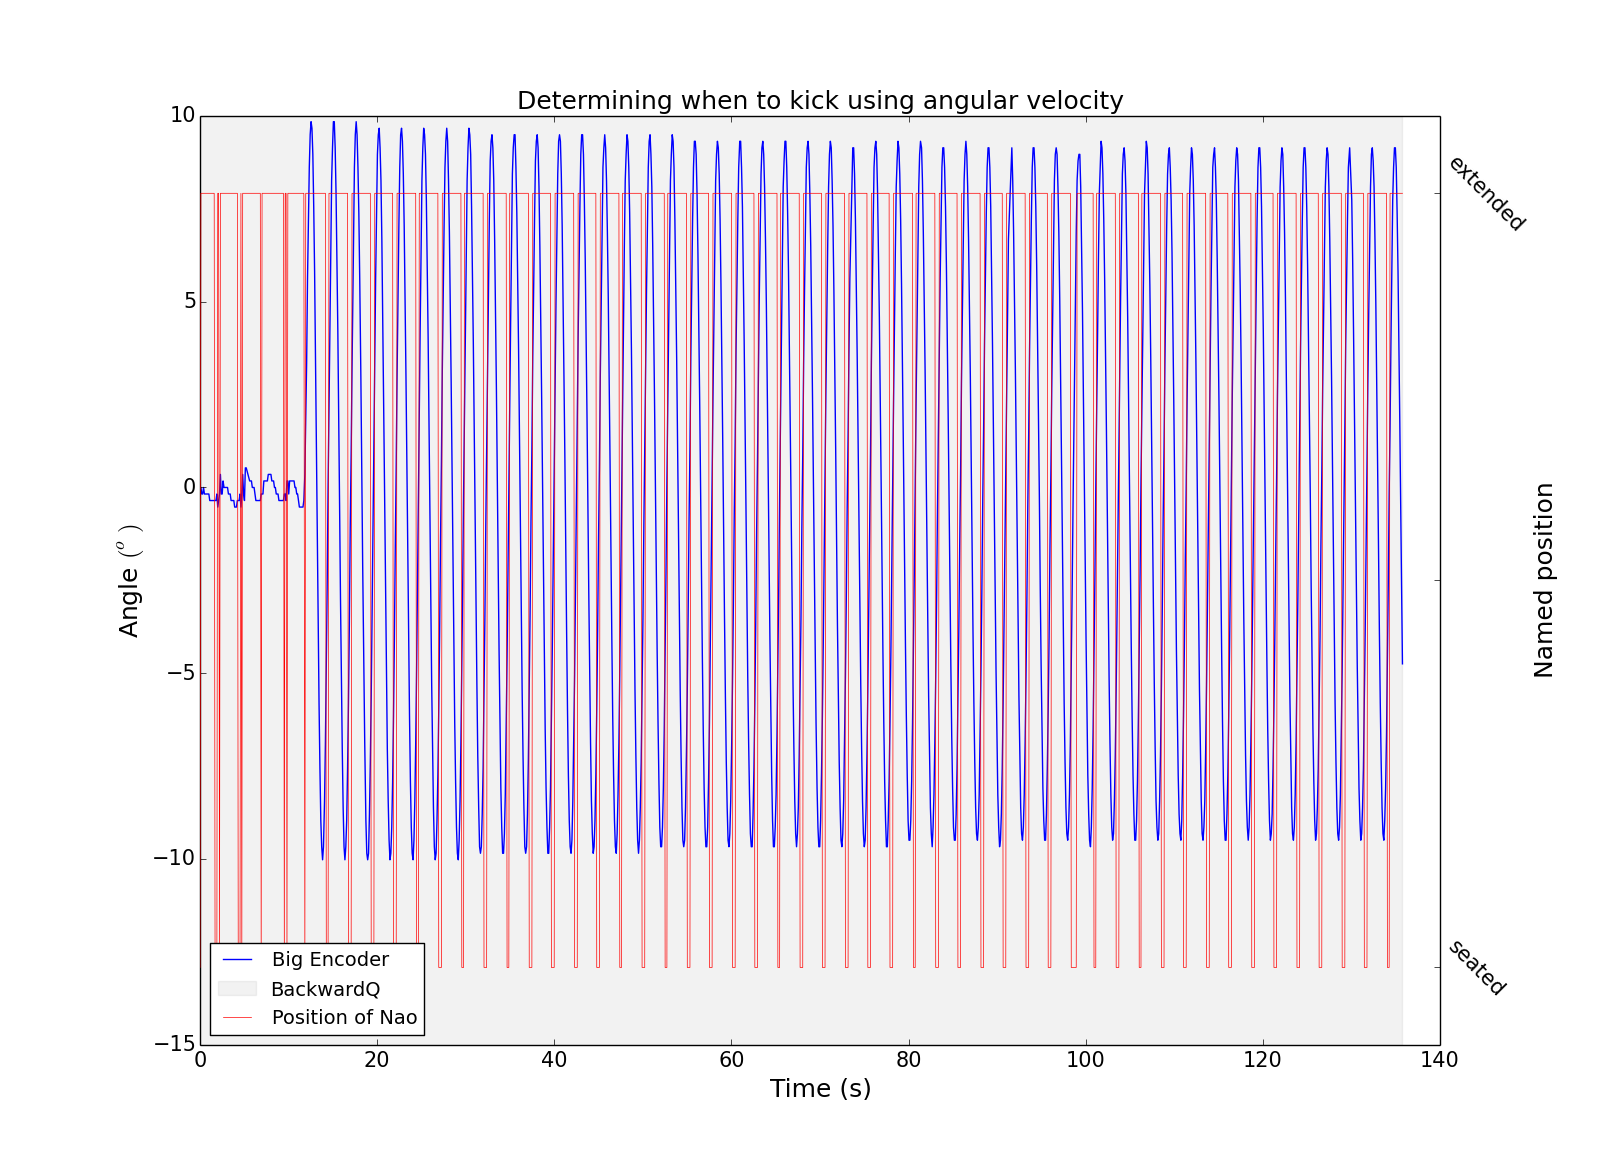 Determining when to kick using angular velocity
10
5
0
−5
−10
−15
Angle (º)
0 20 40 60 80 100 120 140
Time (s)
extended
seated
Named position
Big Encoder
BackwardQ
Position of Nao